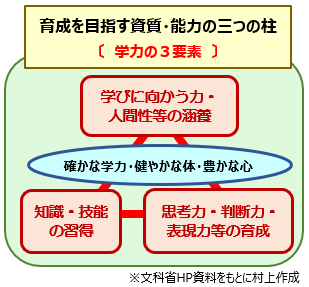 育成を目指す資質・能力の三つの柱
〔 学力の３要素 〕
学びに向かう力・
人間性等の涵養
確かな学力・健やかな体・豊かな心
知識・技能
の習得
思考力・判断力・
表現力等の育成
※文科省HP資料をもとに村上作成